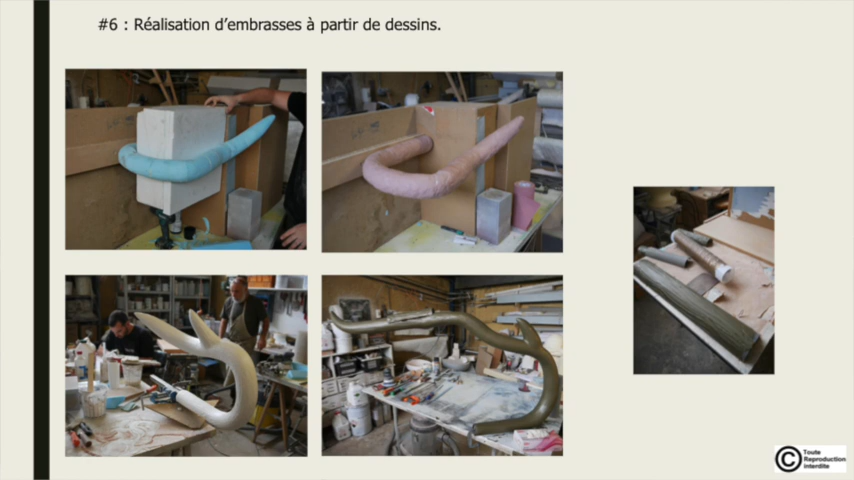 #6 : Réalisation d'embrasses à partir de dessins.
© Toute
Reproduction
interdite